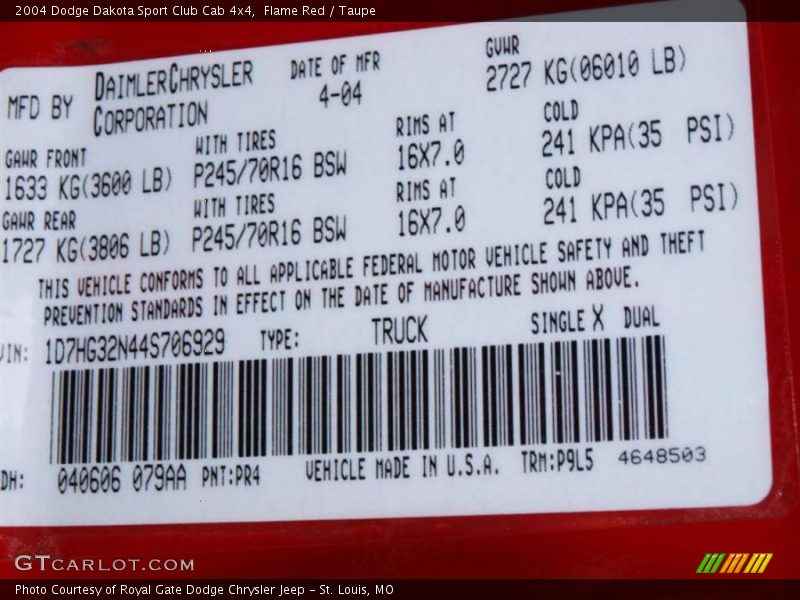 2004 Dodge Dakota Sport Club Cab 4x4,  Flame Red / Taupe
MFD BY DAIMLERCHRYSLER CORPORATION
DATE OF MFR 4-04
GVWR 2727 KG(06010 LB)
GAWR FRONT WITH TIRES RIMS AT COLD
1633 KG(3600 LB) P245/70R16 BSW 16X7.0 241 KPA(35 PSI)
GAWR REAR WITH TIRES RIMS AT COLD
1727 KG(3806 LB) P245/70R16 BSW 16X7.0 241 KPA(35 PSI)
THIS VEHICLE CONFORMS TO ALL APPLICABLE FEDERAL MOTOR VEHICLE SAFETY AND THEFT
PREVENTION STANDARDS IN EFFECT ON THE DATE OF MANUFACTURE SHOWN ABOVE.
VIN: 1D7HG32N44S706929 TYPE: TRUCK SINGLE X DUAL
DH: 040606 079AA PNT:PR4 VEHICLE MADE IN U.S.A. TRM:P9L5 4648503
GTCARLOT.COM
Photo Courtesy of Royal Gate Dodge Chrysler Jeep - St. Louis, MO